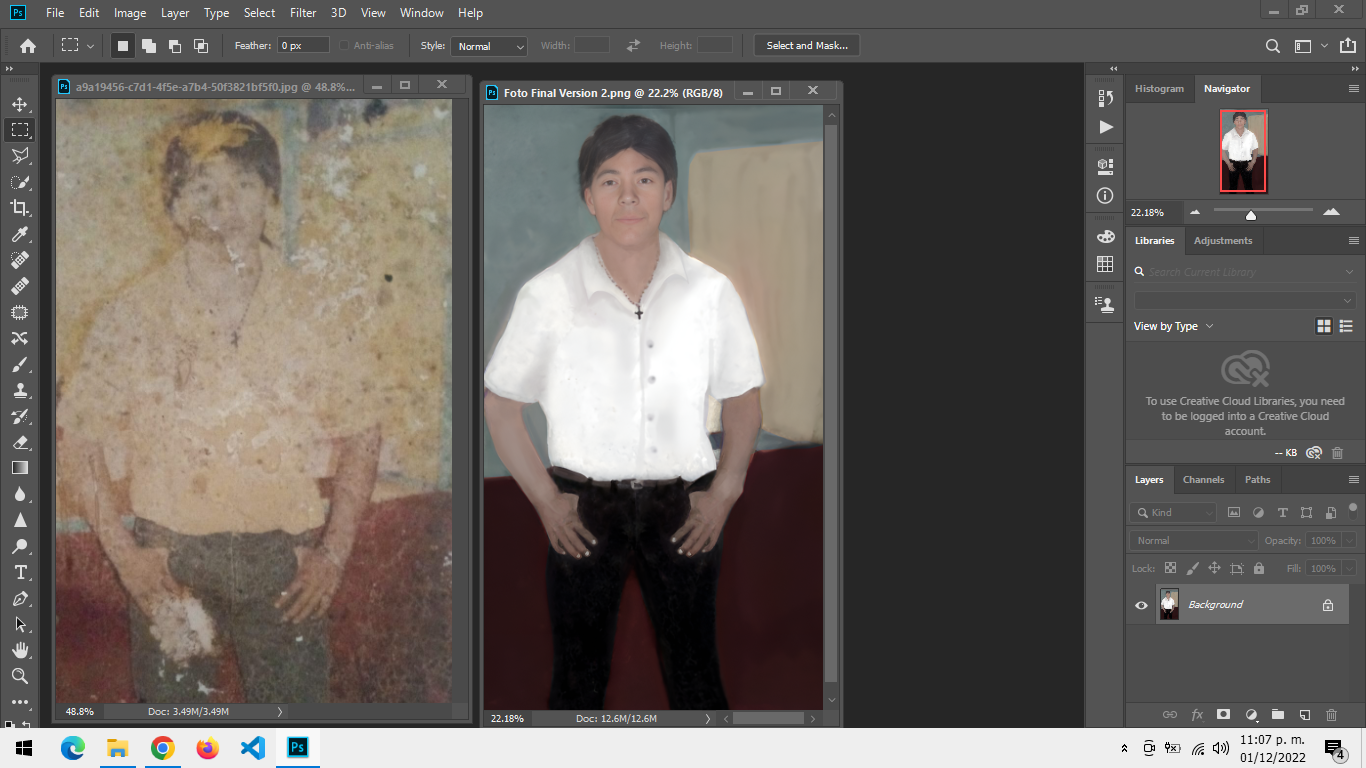 Ps File Edit Image Layer Type Select Filter 3D View Window Help
Feather: 0 px Anti-alias Style: Normal Width: Height: Select and Mask...
Ps a9a19456-c7d1-4f5e-a7b4-50f3821bf5f0.jpg @ 48.8%...
Ps Foto Final Version 2.png @ 22.2% (RGB/8)
Histogram Navigator
22.18%
Libraries Adjustments
Search Current Library
View by Type
To use Creative Cloud Libraries, you need
to be logged into a Creative Cloud
account.
-- KB
Layers Channels Paths
Kind
Normal Opacity: 100%
Lock: Fill: 100%
Background
48.8% Doc: 3.49M/3.49M
22.18% Doc: 12.6M/12.6M
Ps
11:07 p. m.
01/12/2022
4